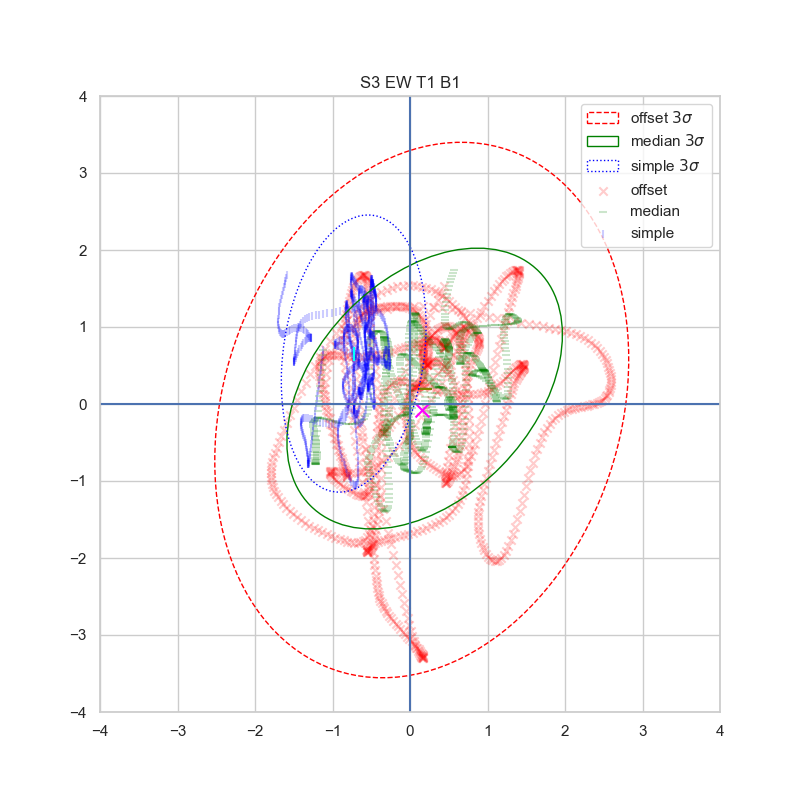 S3 EW T1 B1
offset 3σ
median 3σ
simple 3σ
offset
median
simple
4
3
2
1
0
−1
−2
−3
−4
−4 −3 −2 −1 0 1 2 3 4